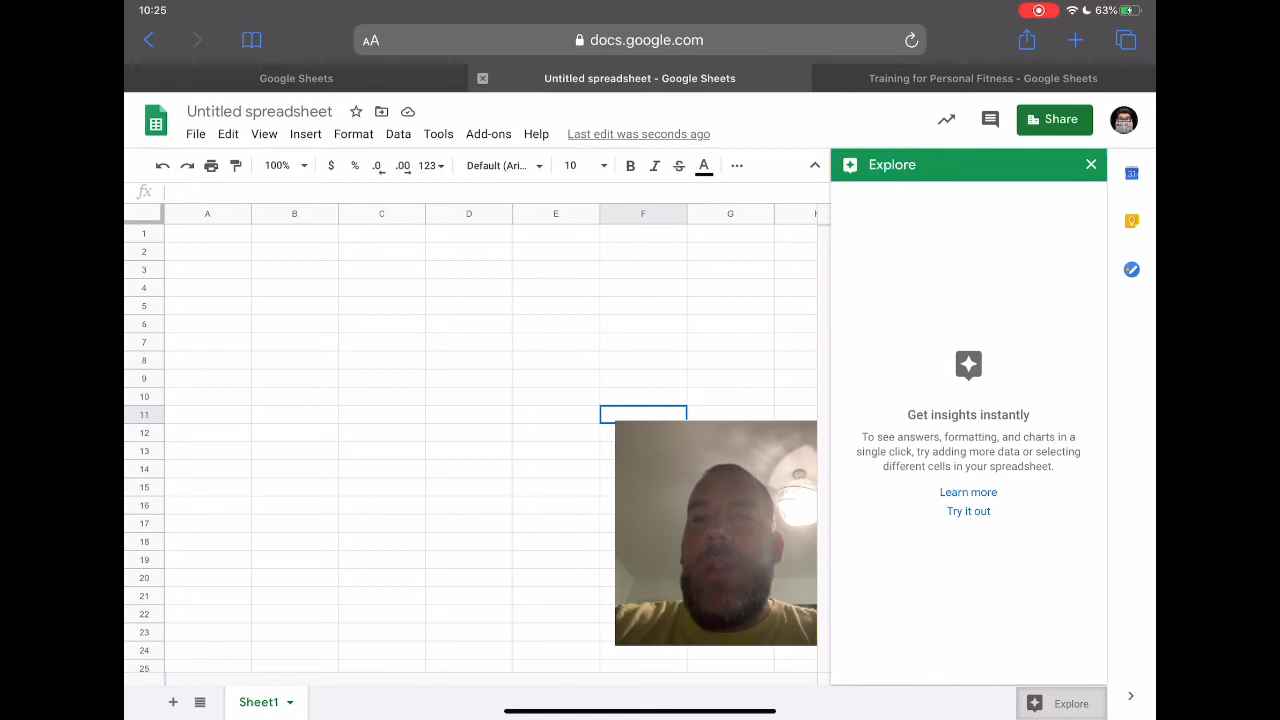 10:25
63%
AA
docs.google.com
Google Sheets
Untitled spreadsheet - Google Sheets
Training for Personal Fitness - Google Sheets
Untitled spreadsheet
File Edit View Insert Format Data Tools Add-ons Help Last edit was seconds ago
Share
100% $ % .0 .00 123 Default (Ari... 10 B I S A
fx
A B C D E F G H
1
2
3
4
5
6
7
8
9
10
11
12
13
14
15
16
17
18
19
20
21
22
23
24
25
Explore
31
Get insights instantly
To see answers, formatting, and charts in a
single click, try adding more data or selecting
different cells in your spreadsheet.
Learn more
Try it out
Sheet1
Explore